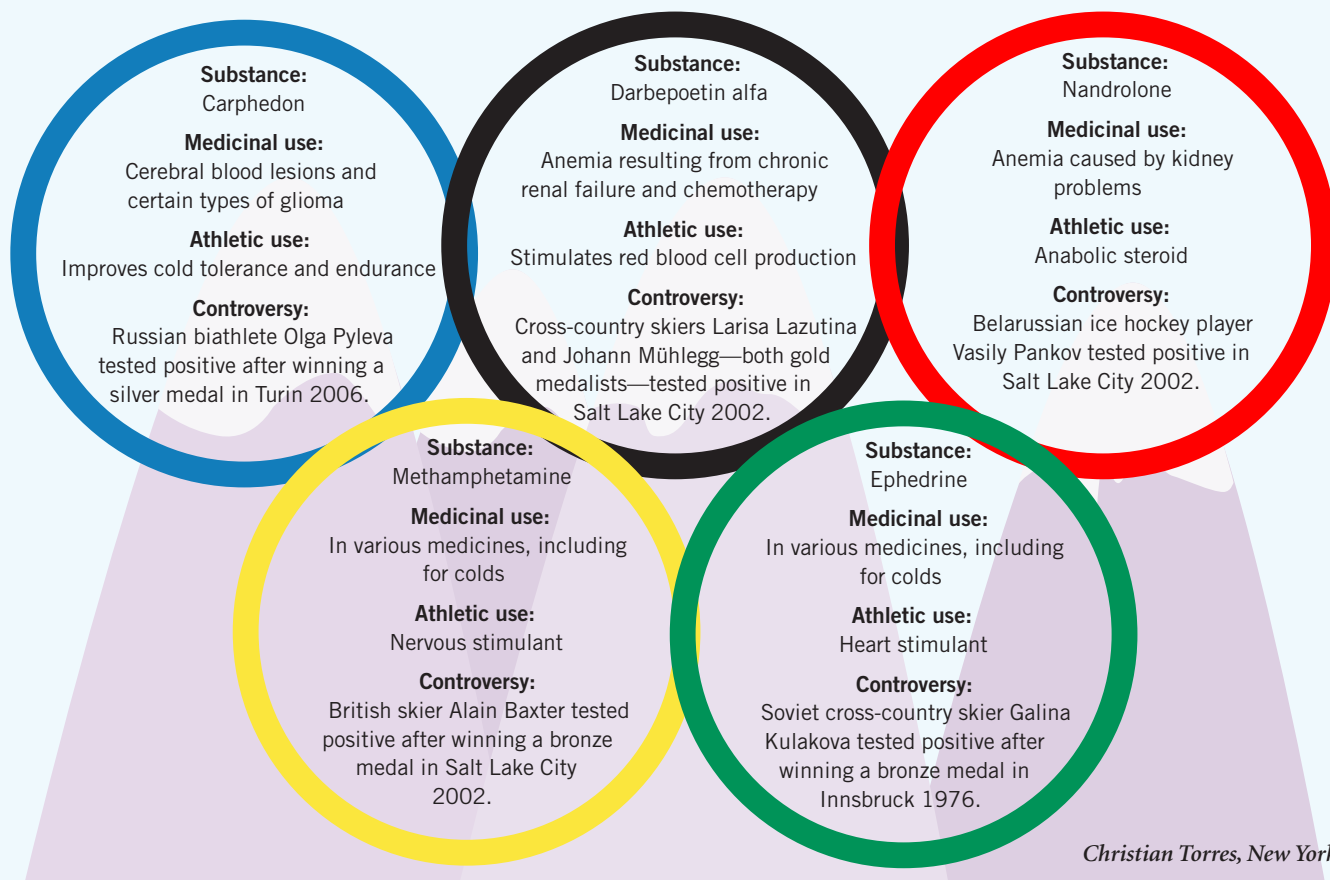 Substance:
Carphedon
Medicinal use:
Cerebral blood lesions and
certain types of glioma
Athletic use:
Improves cold tolerance and endurance
Controversy:
Russian biathlete Olga Pyleva
tested positive after winning a
silver medal in Turin 2006.
Substance:
Darbepoetin alfa
Medicinal use:
Anemia resulting from chronic
renal failure and chemotherapy
Athletic use:
Stimulates red blood cell production
Controversy:
Cross-country skiers Larisa Lazutina
and Johann Mühlegg—both gold
medalists—tested positive in
Salt Lake City 2002.
Substance:
Nandrolone
Medicinal use:
Anemia caused by kidney
problems
Athletic use:
Anabolic steroid
Controversy:
Belarussian ice hockey player
Vasily Pankov tested positive in
Salt Lake City 2002.
Substance:
Methamphetamine
Medicinal use:
In various medicines, including
for colds
Athletic use:
Nervous stimulant
Controversy:
British skier Alain Baxter tested
positive after winning a bronze
medal in Salt Lake City
2002.
Substance:
Ephedrine
Medicinal use:
In various medicines, including
for colds
Athletic use:
Heart stimulant
Controversy:
Soviet cross-country skier Galina
Kulakova tested positive after
winning a bronze medal in
Innsbruck 1976.
Christian Torres, New York